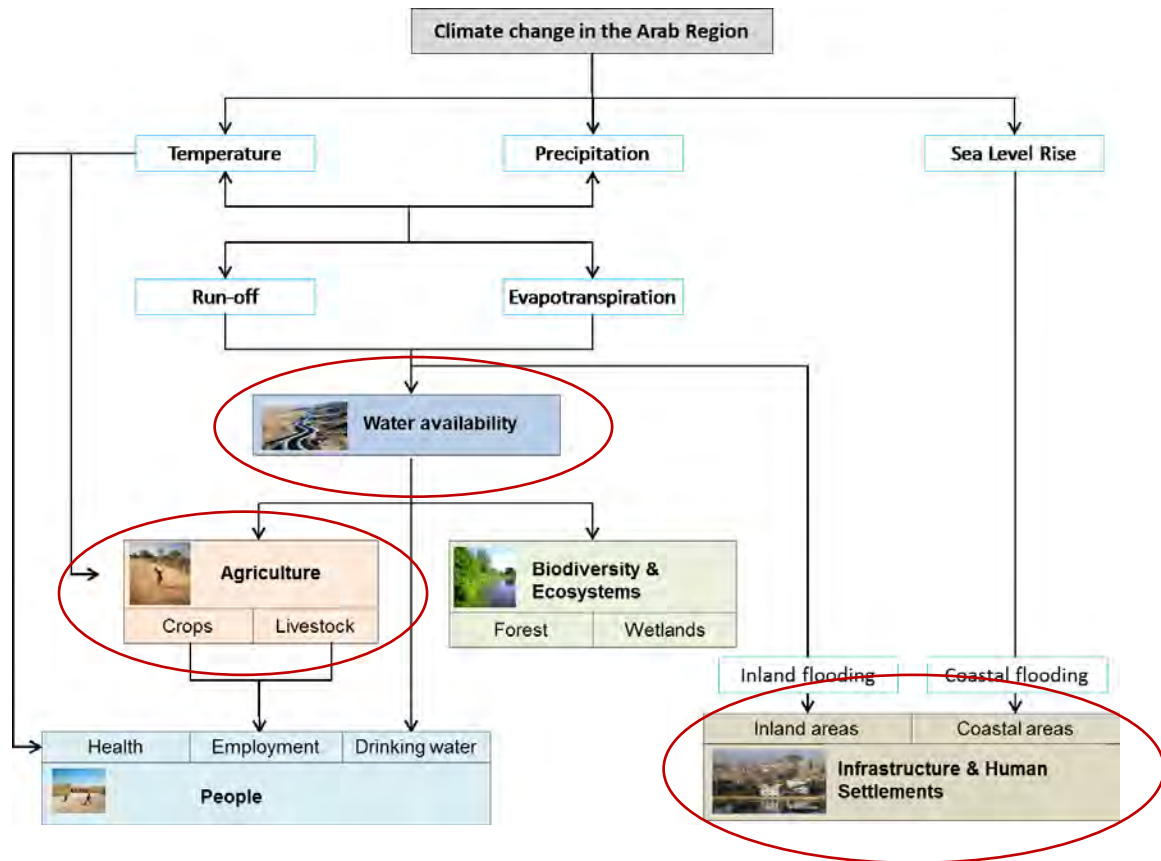 Climate change in the Arab Region
Temperature
Precipitation
Sea Level Rise
Run-off
Evapotranspiration
Water availability
Agriculture
Crops
Livestock
Biodiversity &
Ecosystems
Forest
Wetlands
Inland flooding
Coastal flooding
Inland areas
Coastal areas
Infrastructure & Human
Settlements
Health
Employment
Drinking water
People